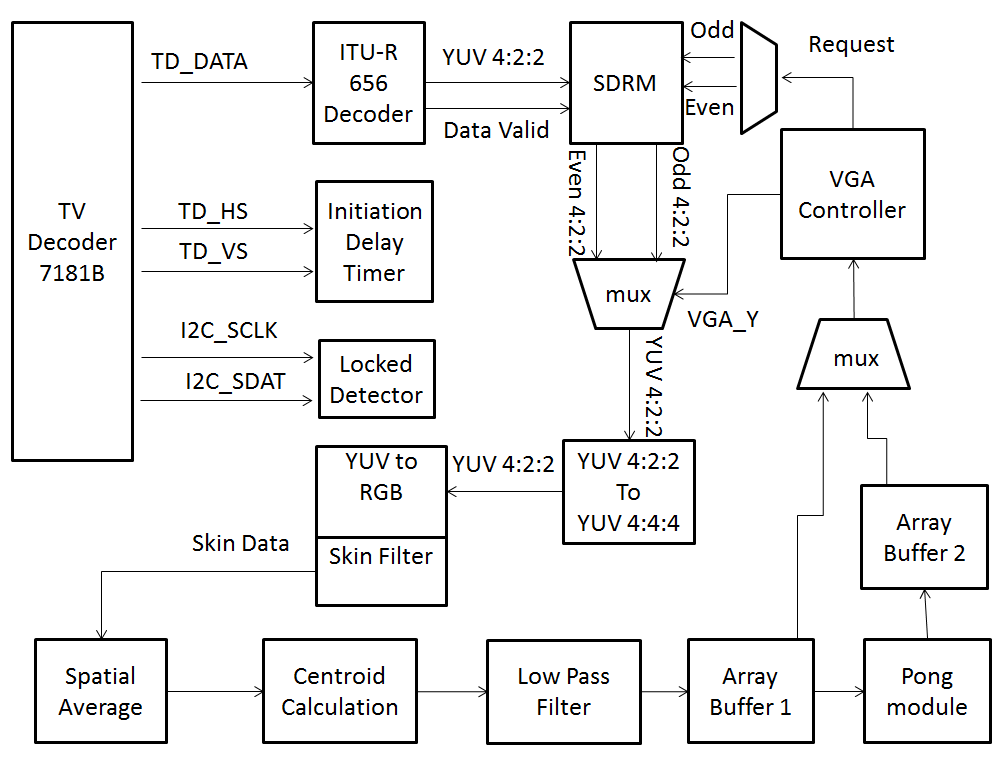 TV
Decoder
7181B
TD_DATA
ITU-R
656
Decoder
YUV 4:2:2
Data Valid
SDRM
Odd
Even
Request
VGA
Controller
TD_HS
TD_VS
Initiation
Delay
Timer
Even 4:2:2
Odd 4:2:2
mux
VGA_Y
mux
I2C_SCLK
I2C_SDAT
Locked
Detector
YUV 4:2:2
YUV 4:2:2
To
YUV 4:4:4
YUV 4:2:2
YUV to
RGB
Skin Filter
Skin Data
Array
Buffer 2
Spatial
Average
Centroid
Calculation
Low Pass
Filter
Array
Buffer 1
Pong
module